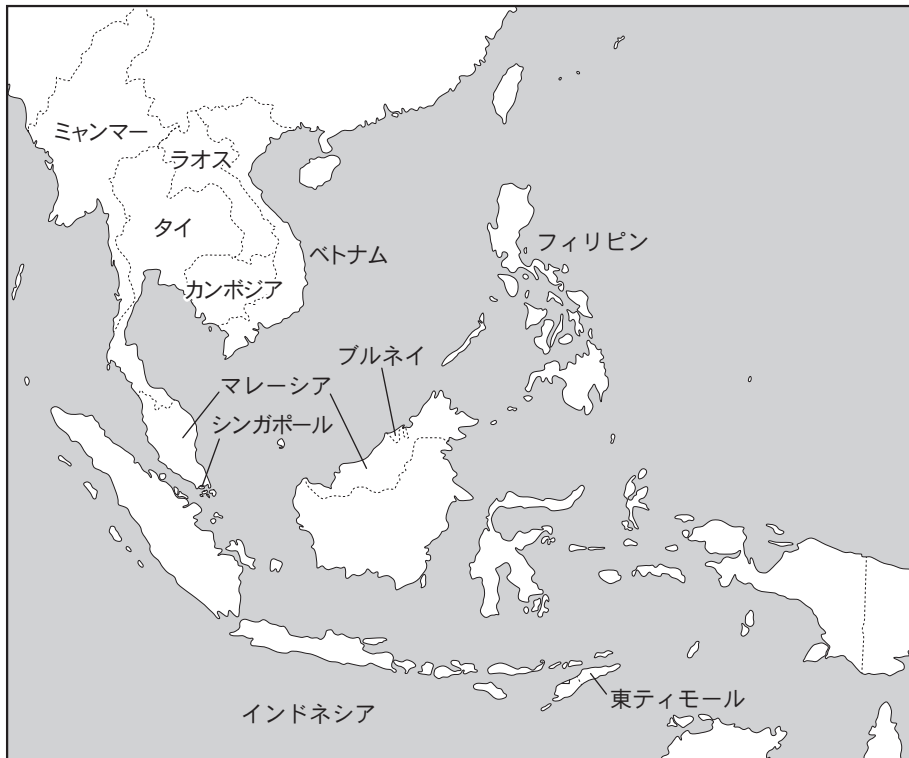 ミャンマー
ラオス
タイ
ベトナム
フィリピン
カンボジア
ブルネイ
マレーシア
シンガポール
東ティモール
インドネシア